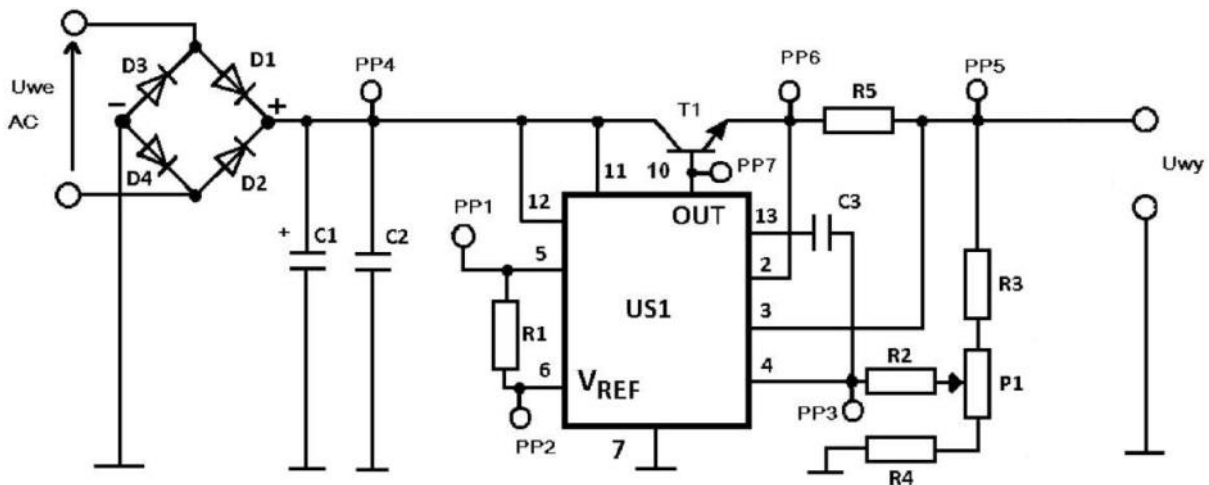 Uwe
AC
D3
D1
-
+
D4
D2
PP4
+
C1
C2
PP1
PP2
R1
12
5
6
11
10
T1
PP7
PP6
R5
PP5
OUT
US1
VREF
7
13
C3
2
3
4
R2
PP3
R3
P1
R4
Uwy